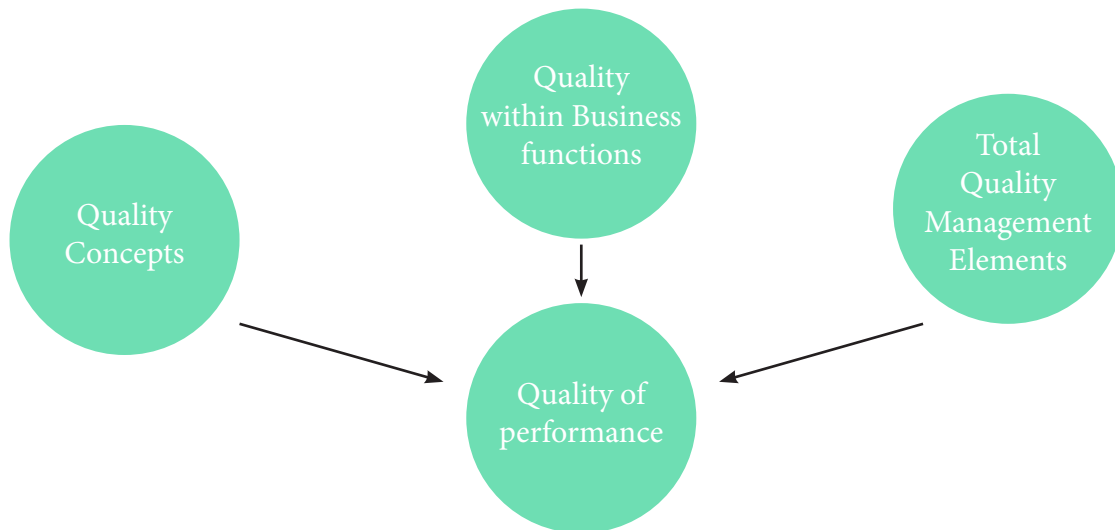 Quality
Concepts
Quality
within Business
functions
Total
Quality
Management
Elements
Quality of
performance